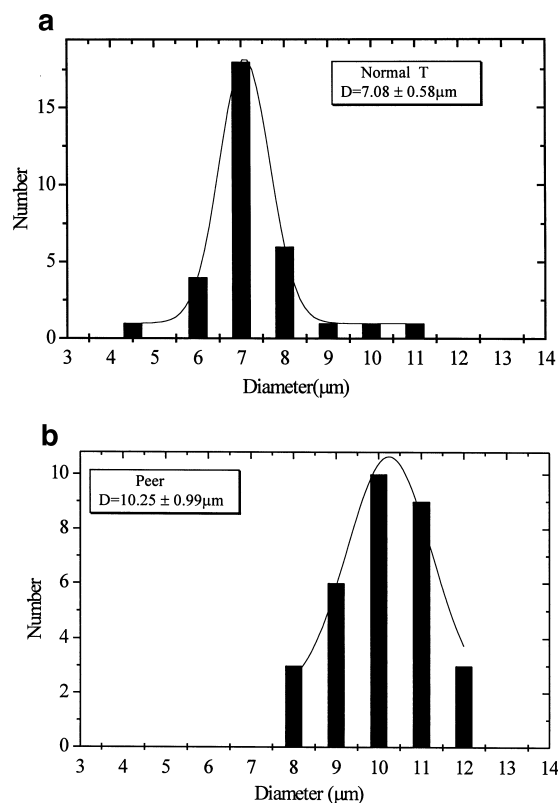 a
Normal T
D=7.08 ± 0.58μm
Number
15
10
5
0
3 4 5 6 7 8 9 10 11 12 13 14
Diameter(μm)
b
Peer
D=10.25 ± 0.99μm
Number
10
8
6
4
2
0
3 4 5 6 7 8 9 10 11 12 13 14
Diameter (μm)